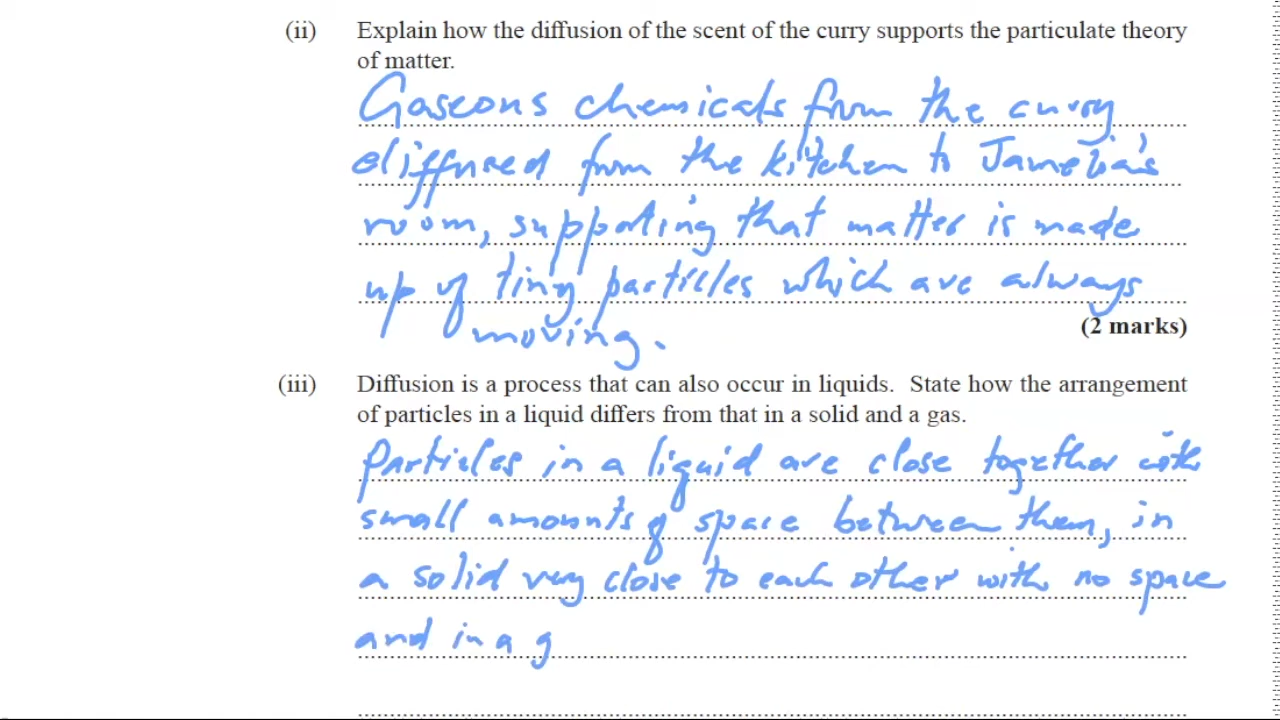 (ii) Explain how the diffusion of the scent of the curry supports the particulate theory
of matter.
Gaseous chemicals from the curry
diffused from the kitchen to Jamelia's
room, supporting that matter is made
up of tiny particles which are always
moving.
(2 marks)
(iii) Diffusion is a process that can also occur in liquids. State how the arrangement
of particles in a liquid differs from that in a solid and a gas.
Particles in a liquid are close together with
small amounts of space between them, in
a solid very close to each other with no space
and in a g